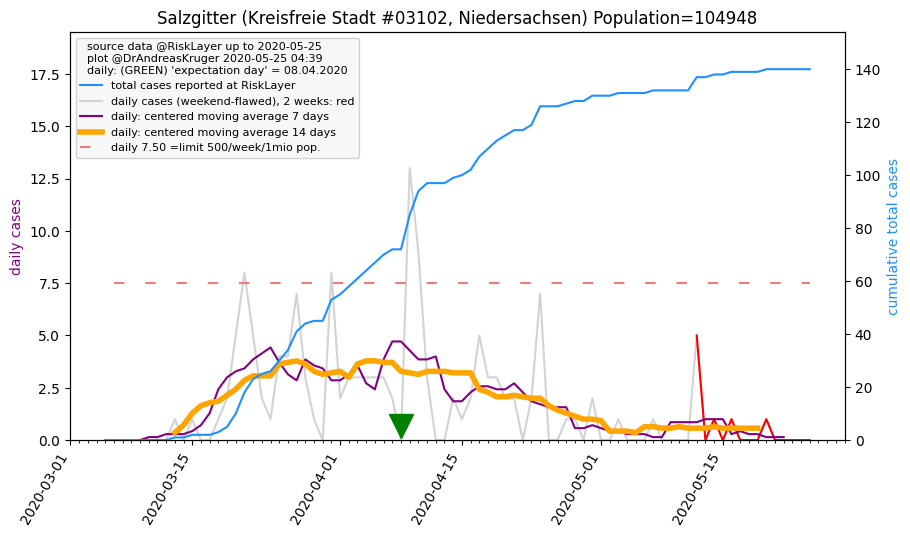 Salzgitter (Kreisfreie Stadt #03102, Niedersachsen) Population=104948
source data @RiskLayer up to 2020-05-25
plot @DrAndreasKruger 2020-05-25 04:39
daily: (GREEN) 'expectation day' = 08.04.2020
total cases reported at RiskLayer
daily cases (weekend-flawed), 2 weeks: red
daily: centered moving average 7 days
daily: centered moving average 14 days
daily 7.50 =limit 500/week/1mio pop.
daily cases
17.5
15.0
12.5
10.0
7.5
5.0
2.5
0.0
140
120
100
80
60
40
20
0
cumulative total cases
2020-03-01
2020-03-15
2020-04-01
2020-04-15
2020-05-01
2020-05-15